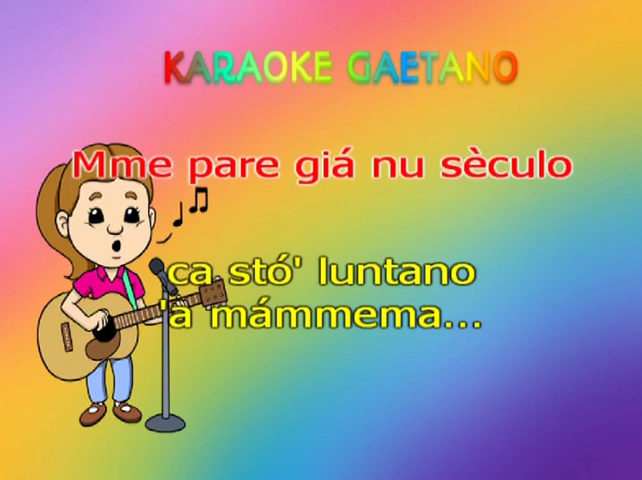 KARAOKE GAETANO
Mme pare giá nu sèculo
ca stó' luntano
'a mámmema...